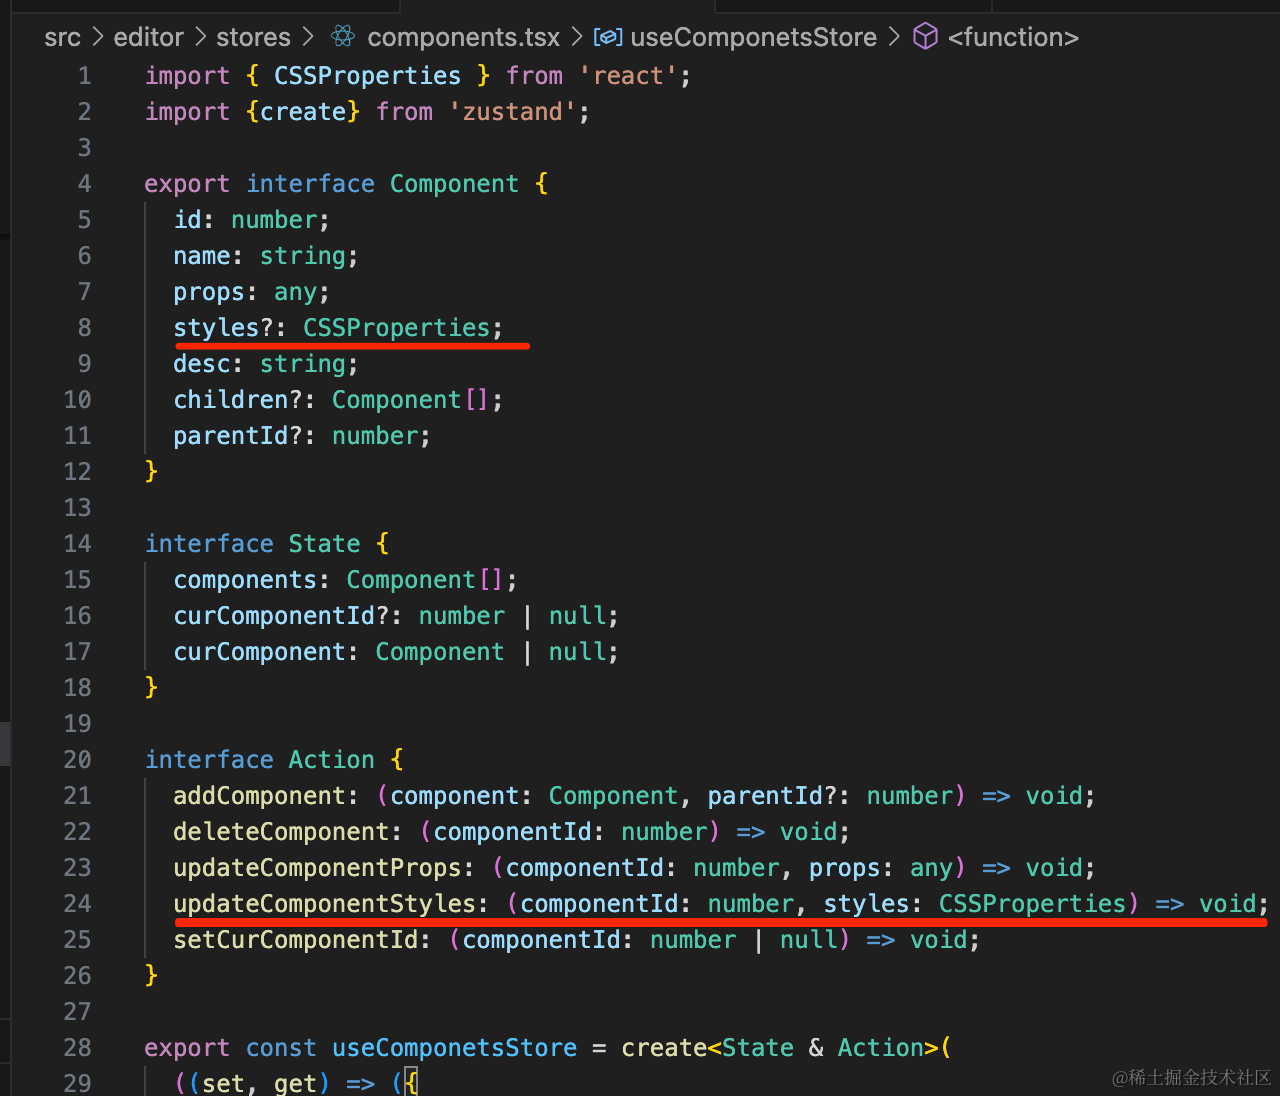 src > editor > stores > components.tsx > useComponetsStore > <function>
1 import { CSSProperties } from 'react';
2 import {create} from 'zustand';
3
4 export interface Component {
5 id: number;
6 name: string;
7 props: any;
8 styles?: CSSProperties;
9 desc: string;
10 children?: Component[];
11 parentId?: number;
12 }
13
14 interface State {
15 components: Component[];
16 curComponentId?: number | null;
17 curComponent: Component | null;
18 }
19
20 interface Action {
21 addComponent: (component: Component, parentId?: number) => void;
22 deleteComponent: (componentId: number) => void;
23 updateComponentProps: (componentId: number, props: any) => void;
24 updateComponentStyles: (componentId: number, styles: CSSProperties) => void;
25 setCurComponentId: (componentId: number | null) => void;
26 }
27
28 export const useComponetsStore = create<State & Action>(
29 ((set, get) => ({
@稀土掘金技术社区